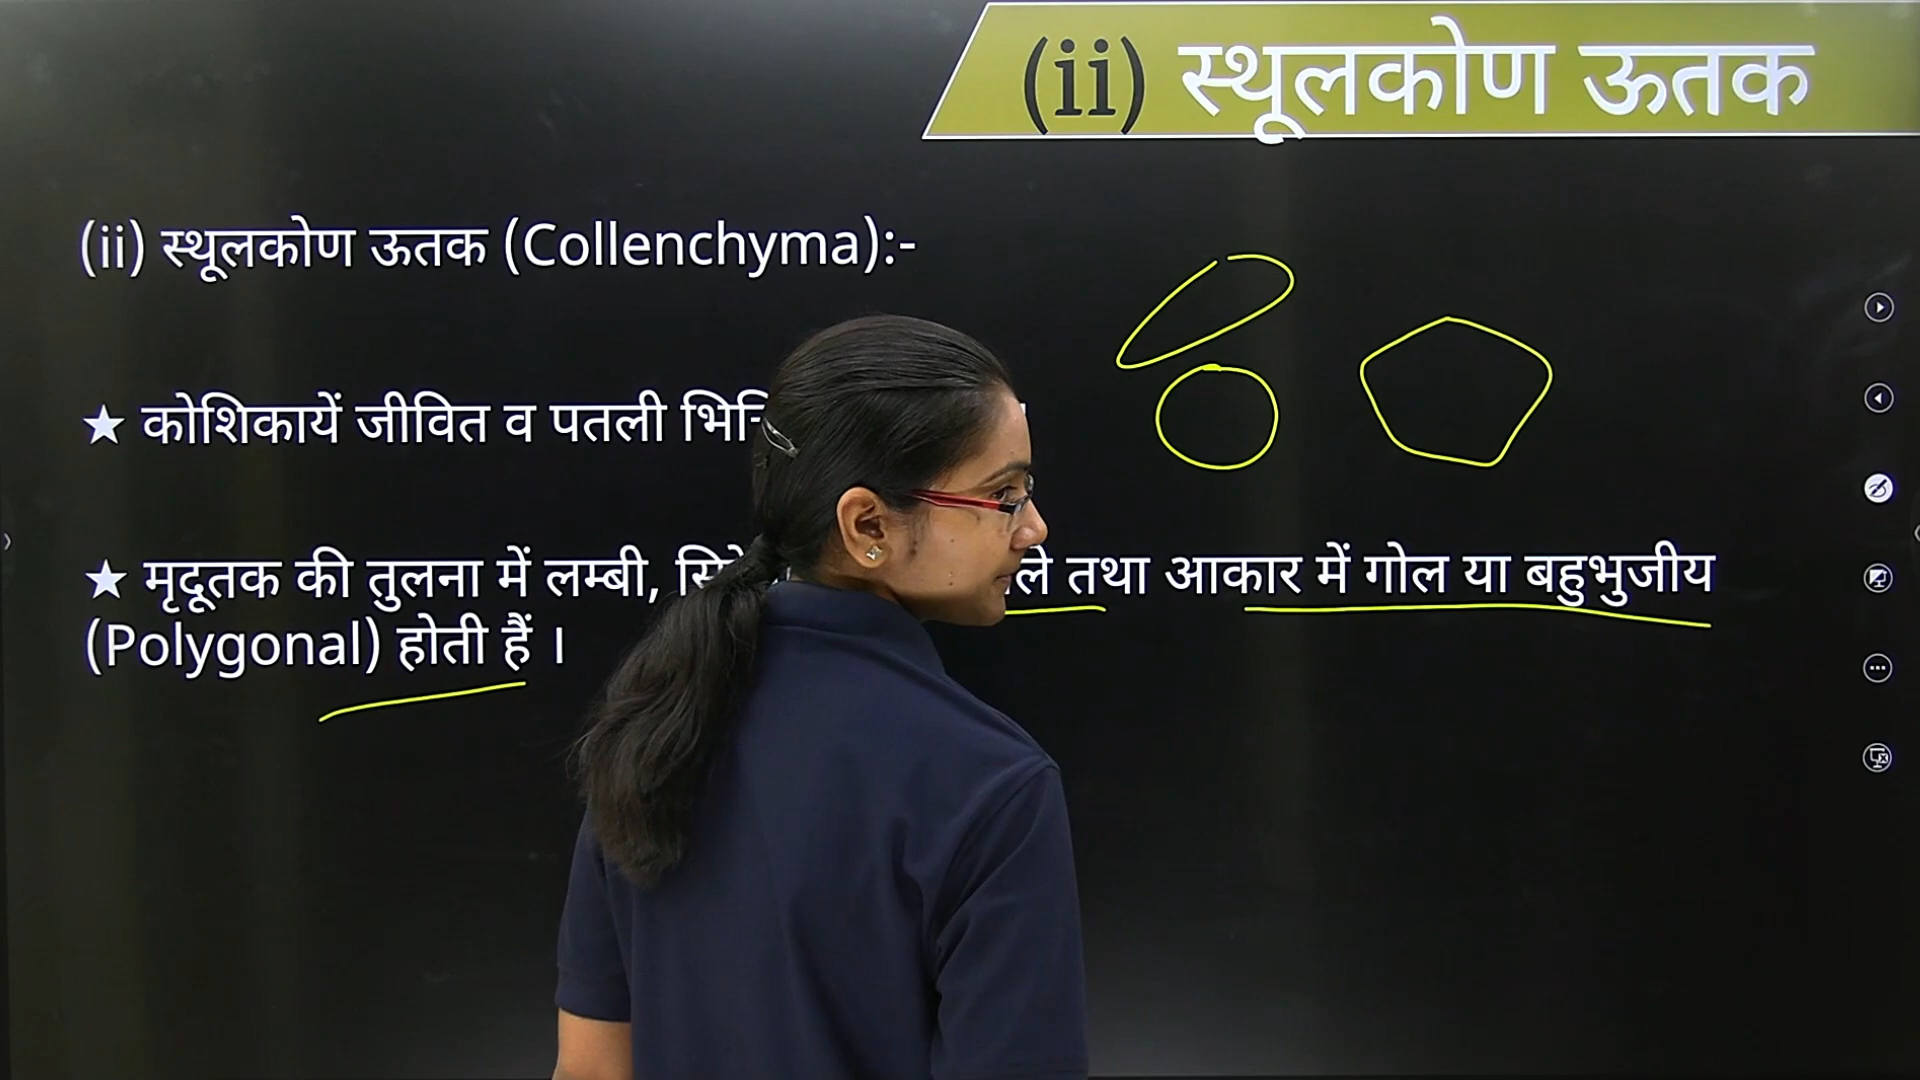 (ii) स्थूलकोण ऊतक
(ii) स्थूलकोण ऊतक (Collenchyma):-
★ कोशिकायें जीवित व पतली
★ मृदूतक की तुलना में लम्बी, तथा आकार में गोल या बहुभुजीय
(Polygonal) होती हैं ।